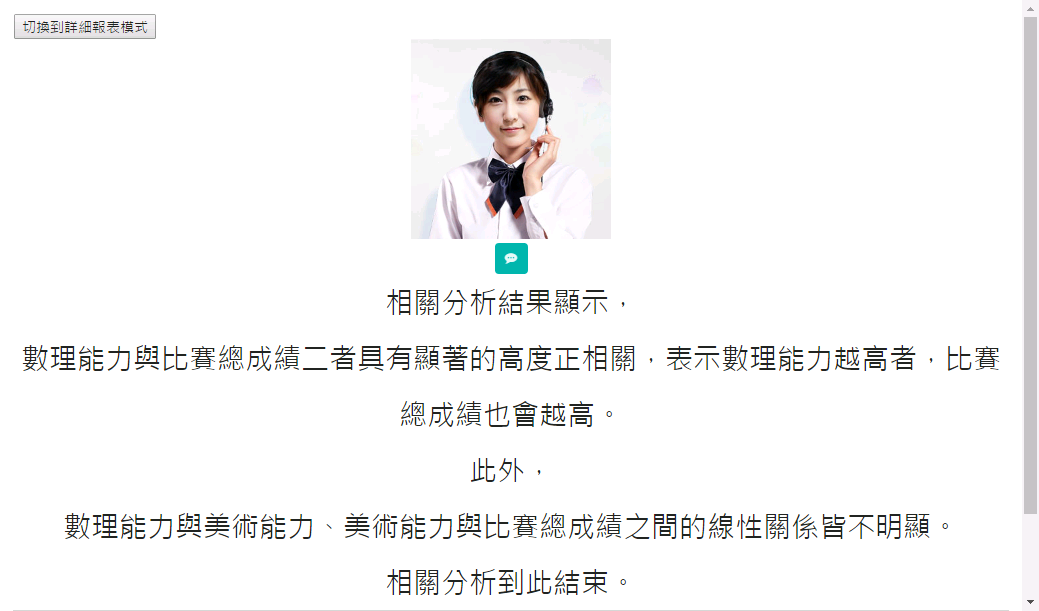 切換到詳細報表模式
相關分析結果顯示，
數理能力與比賽總成績二者具有顯著的高度正相關，表示數理能力越高者，比賽
總成績也會越高。
此外，
數理能力與美術能力、美術能力與比賽總成績之間的線性關係皆不明顯。
相關分析到此結束。